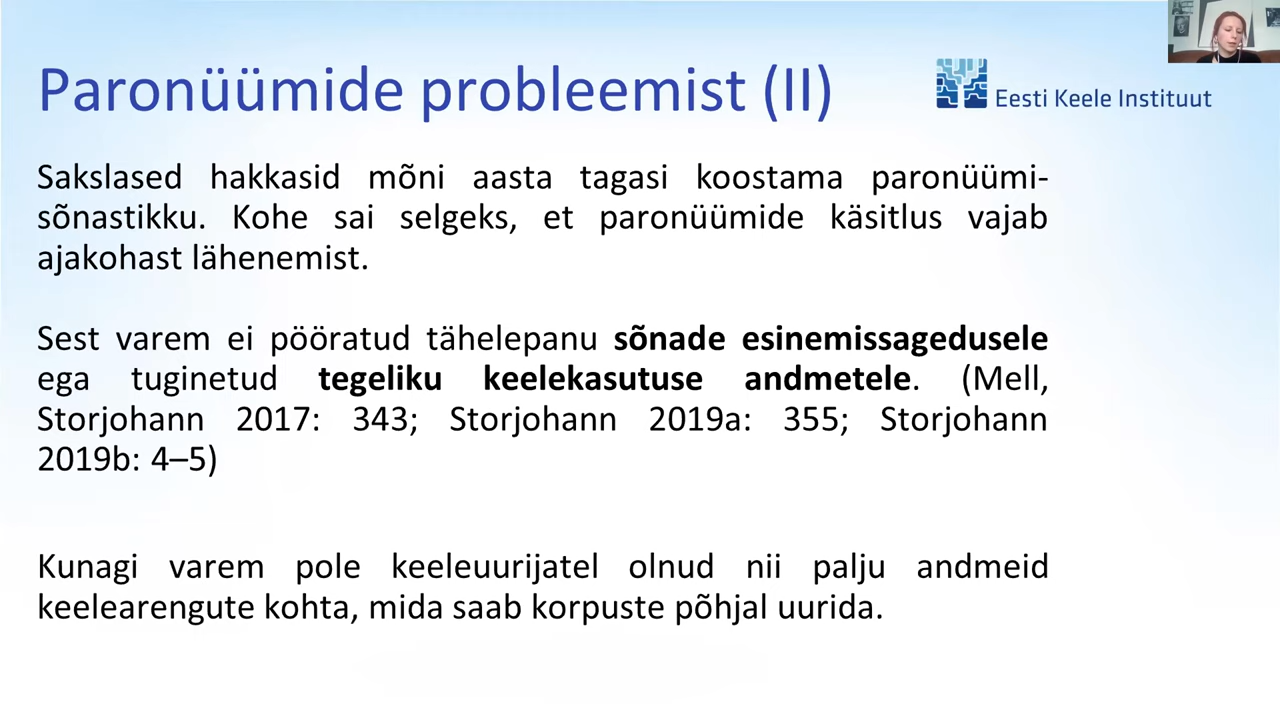 Paronüümide probleemist (II)
Eesti Keele Instituut
Sakslased hakkasid mõni aasta tagasi koostama paronüümi-
sõnastikku. Kohe sai selgeks, et paronüümide käsitlus vajab
ajakohast lähenemist.
Sest varem ei pööratud tähelepanu sõnade esinemissagedusele
ega tuginetud tegeliku keelekasutuse andmetele. (Mell,
Storjohann 2017: 343; Storjohann 2019a: 355; Storjohann
2019b: 4–5)
Kunagi varem pole keeleuurijatel olnud nii palju andmeid
keelearengute kohta, mida saab korpuste põhjal uurida.